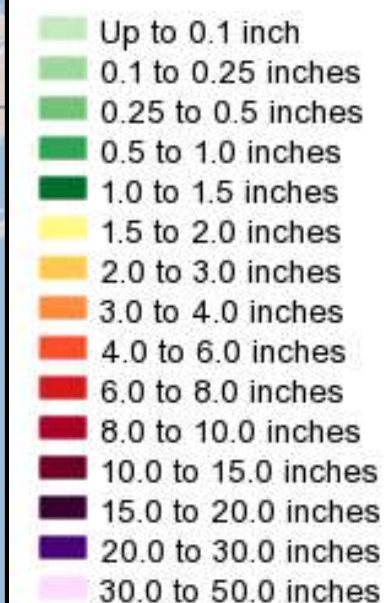 Up to 0.1 inch
0.1 to 0.25 inches
0.25 to 0.5 inches
0.5 to 1.0 inches
1.0 to 1.5 inches
1.5 to 2.0 inches
2.0 to 3.0 inches
3.0 to 4.0 inches
4.0 to 6.0 inches
6.0 to 8.0 inches
8.0 to 10.0 inches
10.0 to 15.0 inches
15.0 to 20.0 inches
20.0 to 30.0 inches
30.0 to 50.0 inches